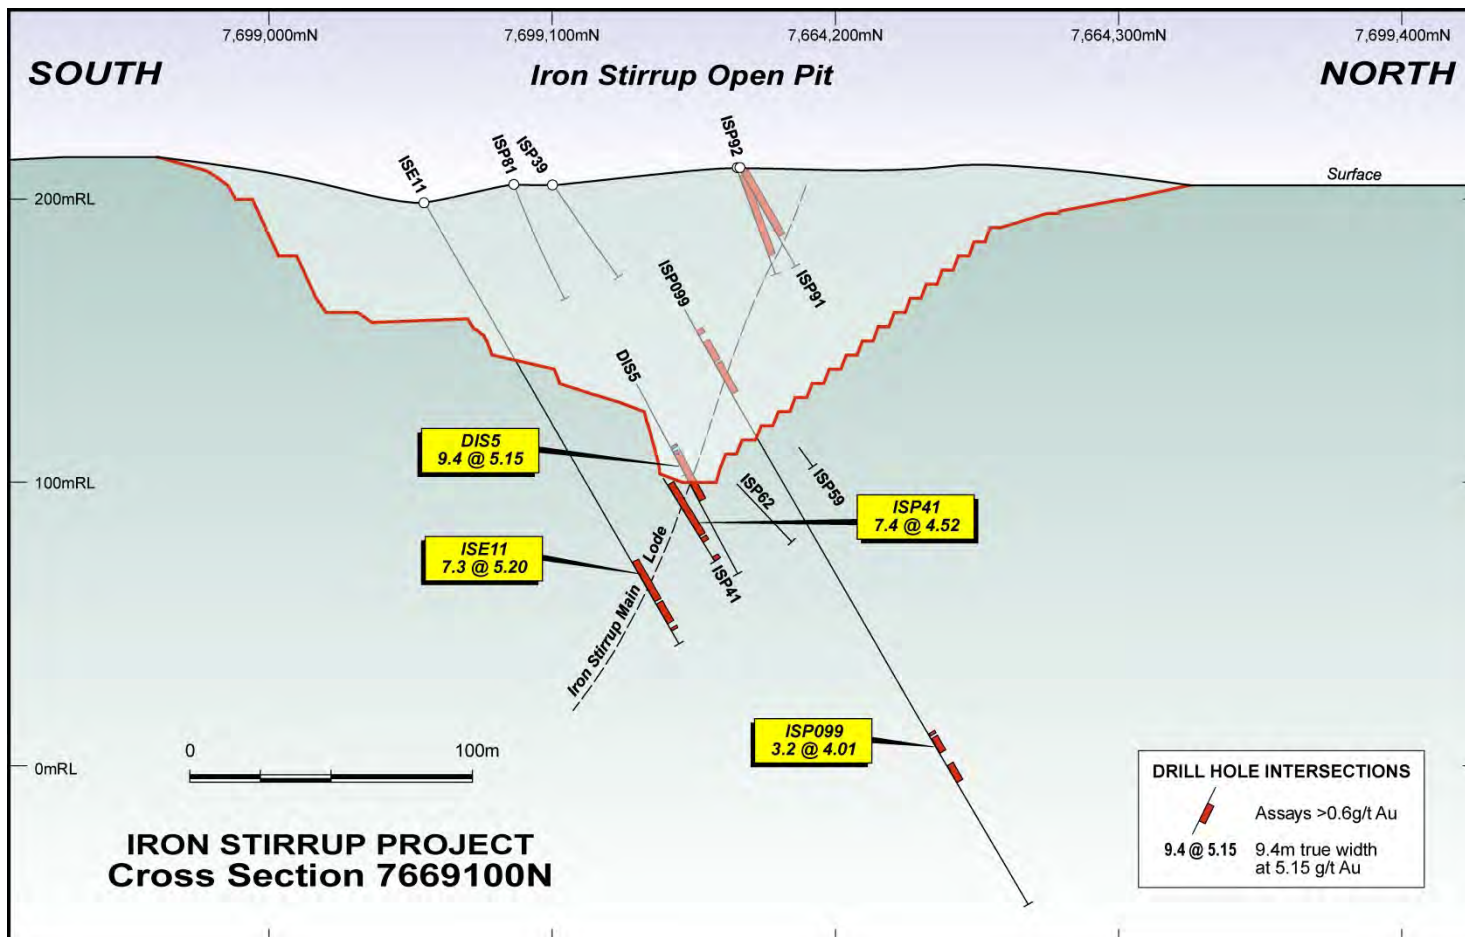 7,699,000mN
7,699,100mN
7,664,200mN
7,664,300mN
7,699,400mN
SOUTH
Iron Stirrup Open Pit
NORTH
ISE11
ISP81
ISP39
ISP92
Surface
200mRL
ISP099
ISP91
DIS5
DIS5
9.4 @ 5.15
100mRL
ISP59
ISP62
ISP41
7.4 @ 4.52
ISE11
7.3 @ 5.20
ISP41
Iron Stirrup Main Lode
ISP099
3.2 @ 4.01
0
100m
0mRL
DRILL HOLE INTERSECTIONS
Assays >0.6g/t Au
9.4 @ 5.15
9.4m true width
at 5.15 g/t Au
IRON STIRRUP PROJECT
Cross Section 7669100N